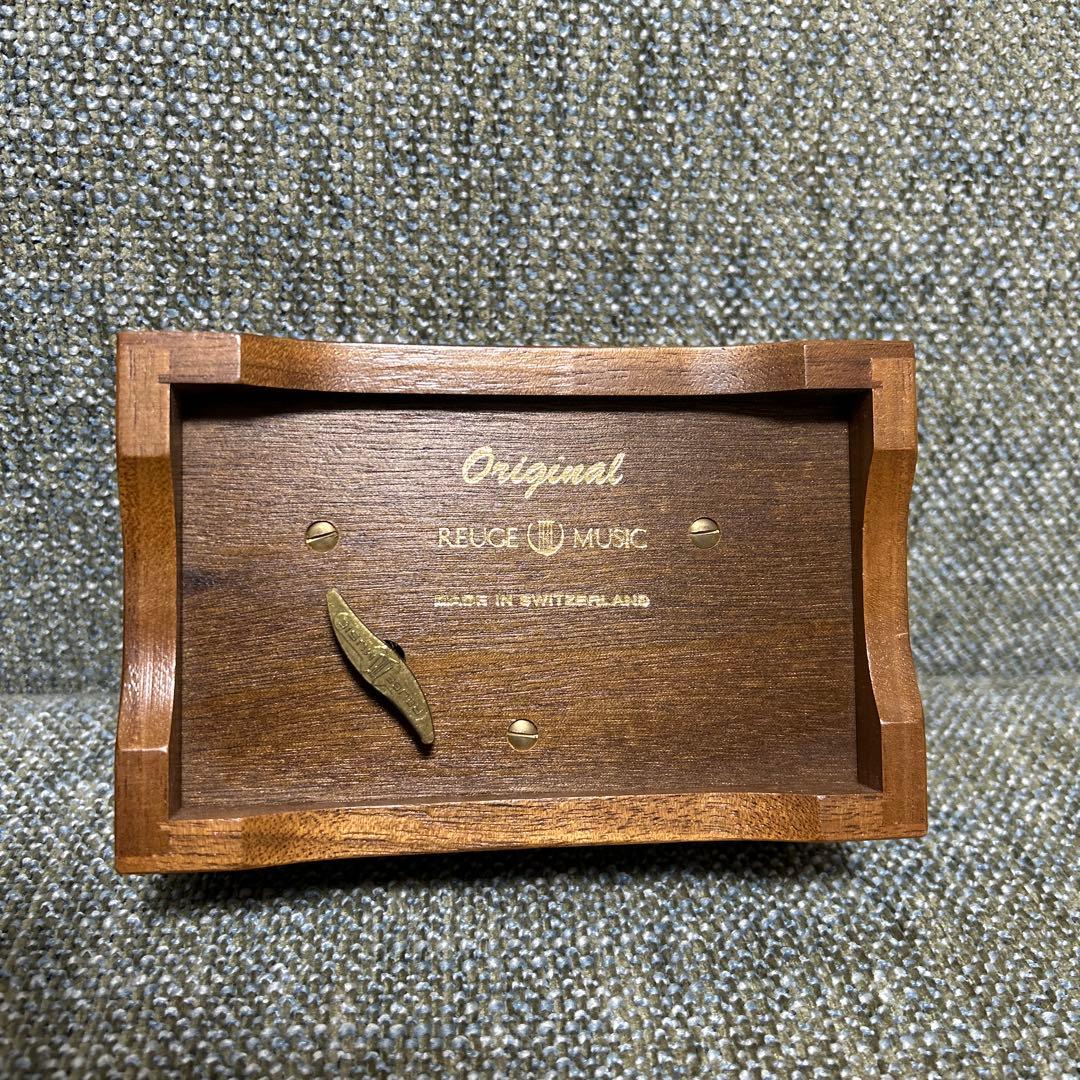 Original
REUGE MUSIC
MADE IN SWITZERLAND